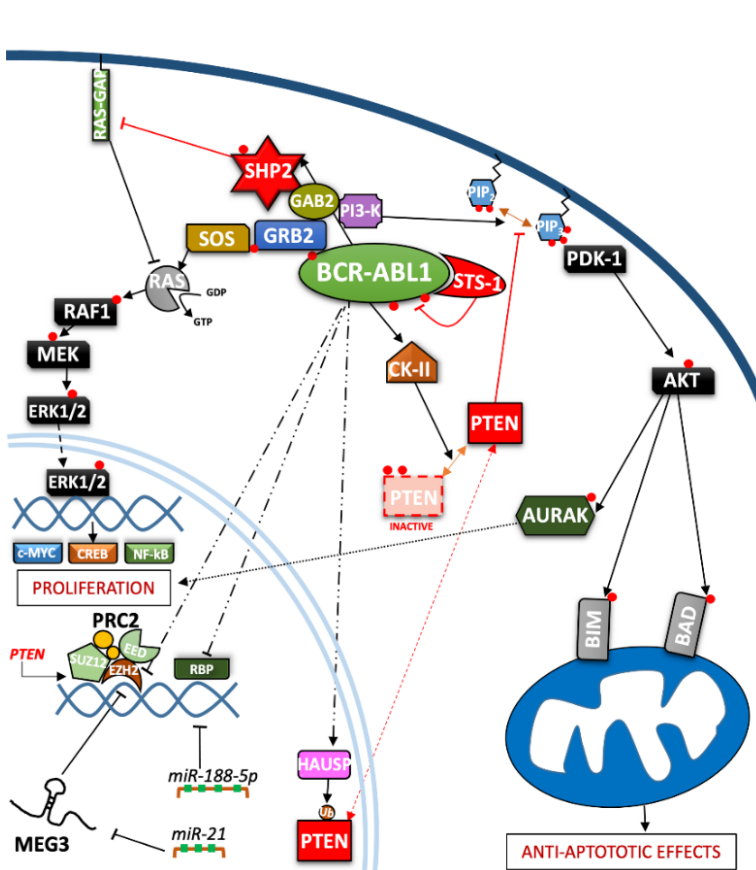 RAS-GAP
SHP2
GAB2
PI3-K
PIP2
PIP3
SOS
GRB2
BCR-ABL1
STS-1
PDK-1
RAS
GDP
GTP
RAF1
MEK
CK-II
AKT
ERK1/2
PTEN
ERK1/2
PTEN
INACTIVE
AURAK
c-MYC
CREB
NF-kB
PROLIFERATION
PRC2
BIM
BAD
PTEN
SUZ12
EED
EZH2
RBP
HAUSP
miR-188-5p
Ub
MEG3
miR-21
PTEN
ANTI-APTOTOTIC EFFECTS